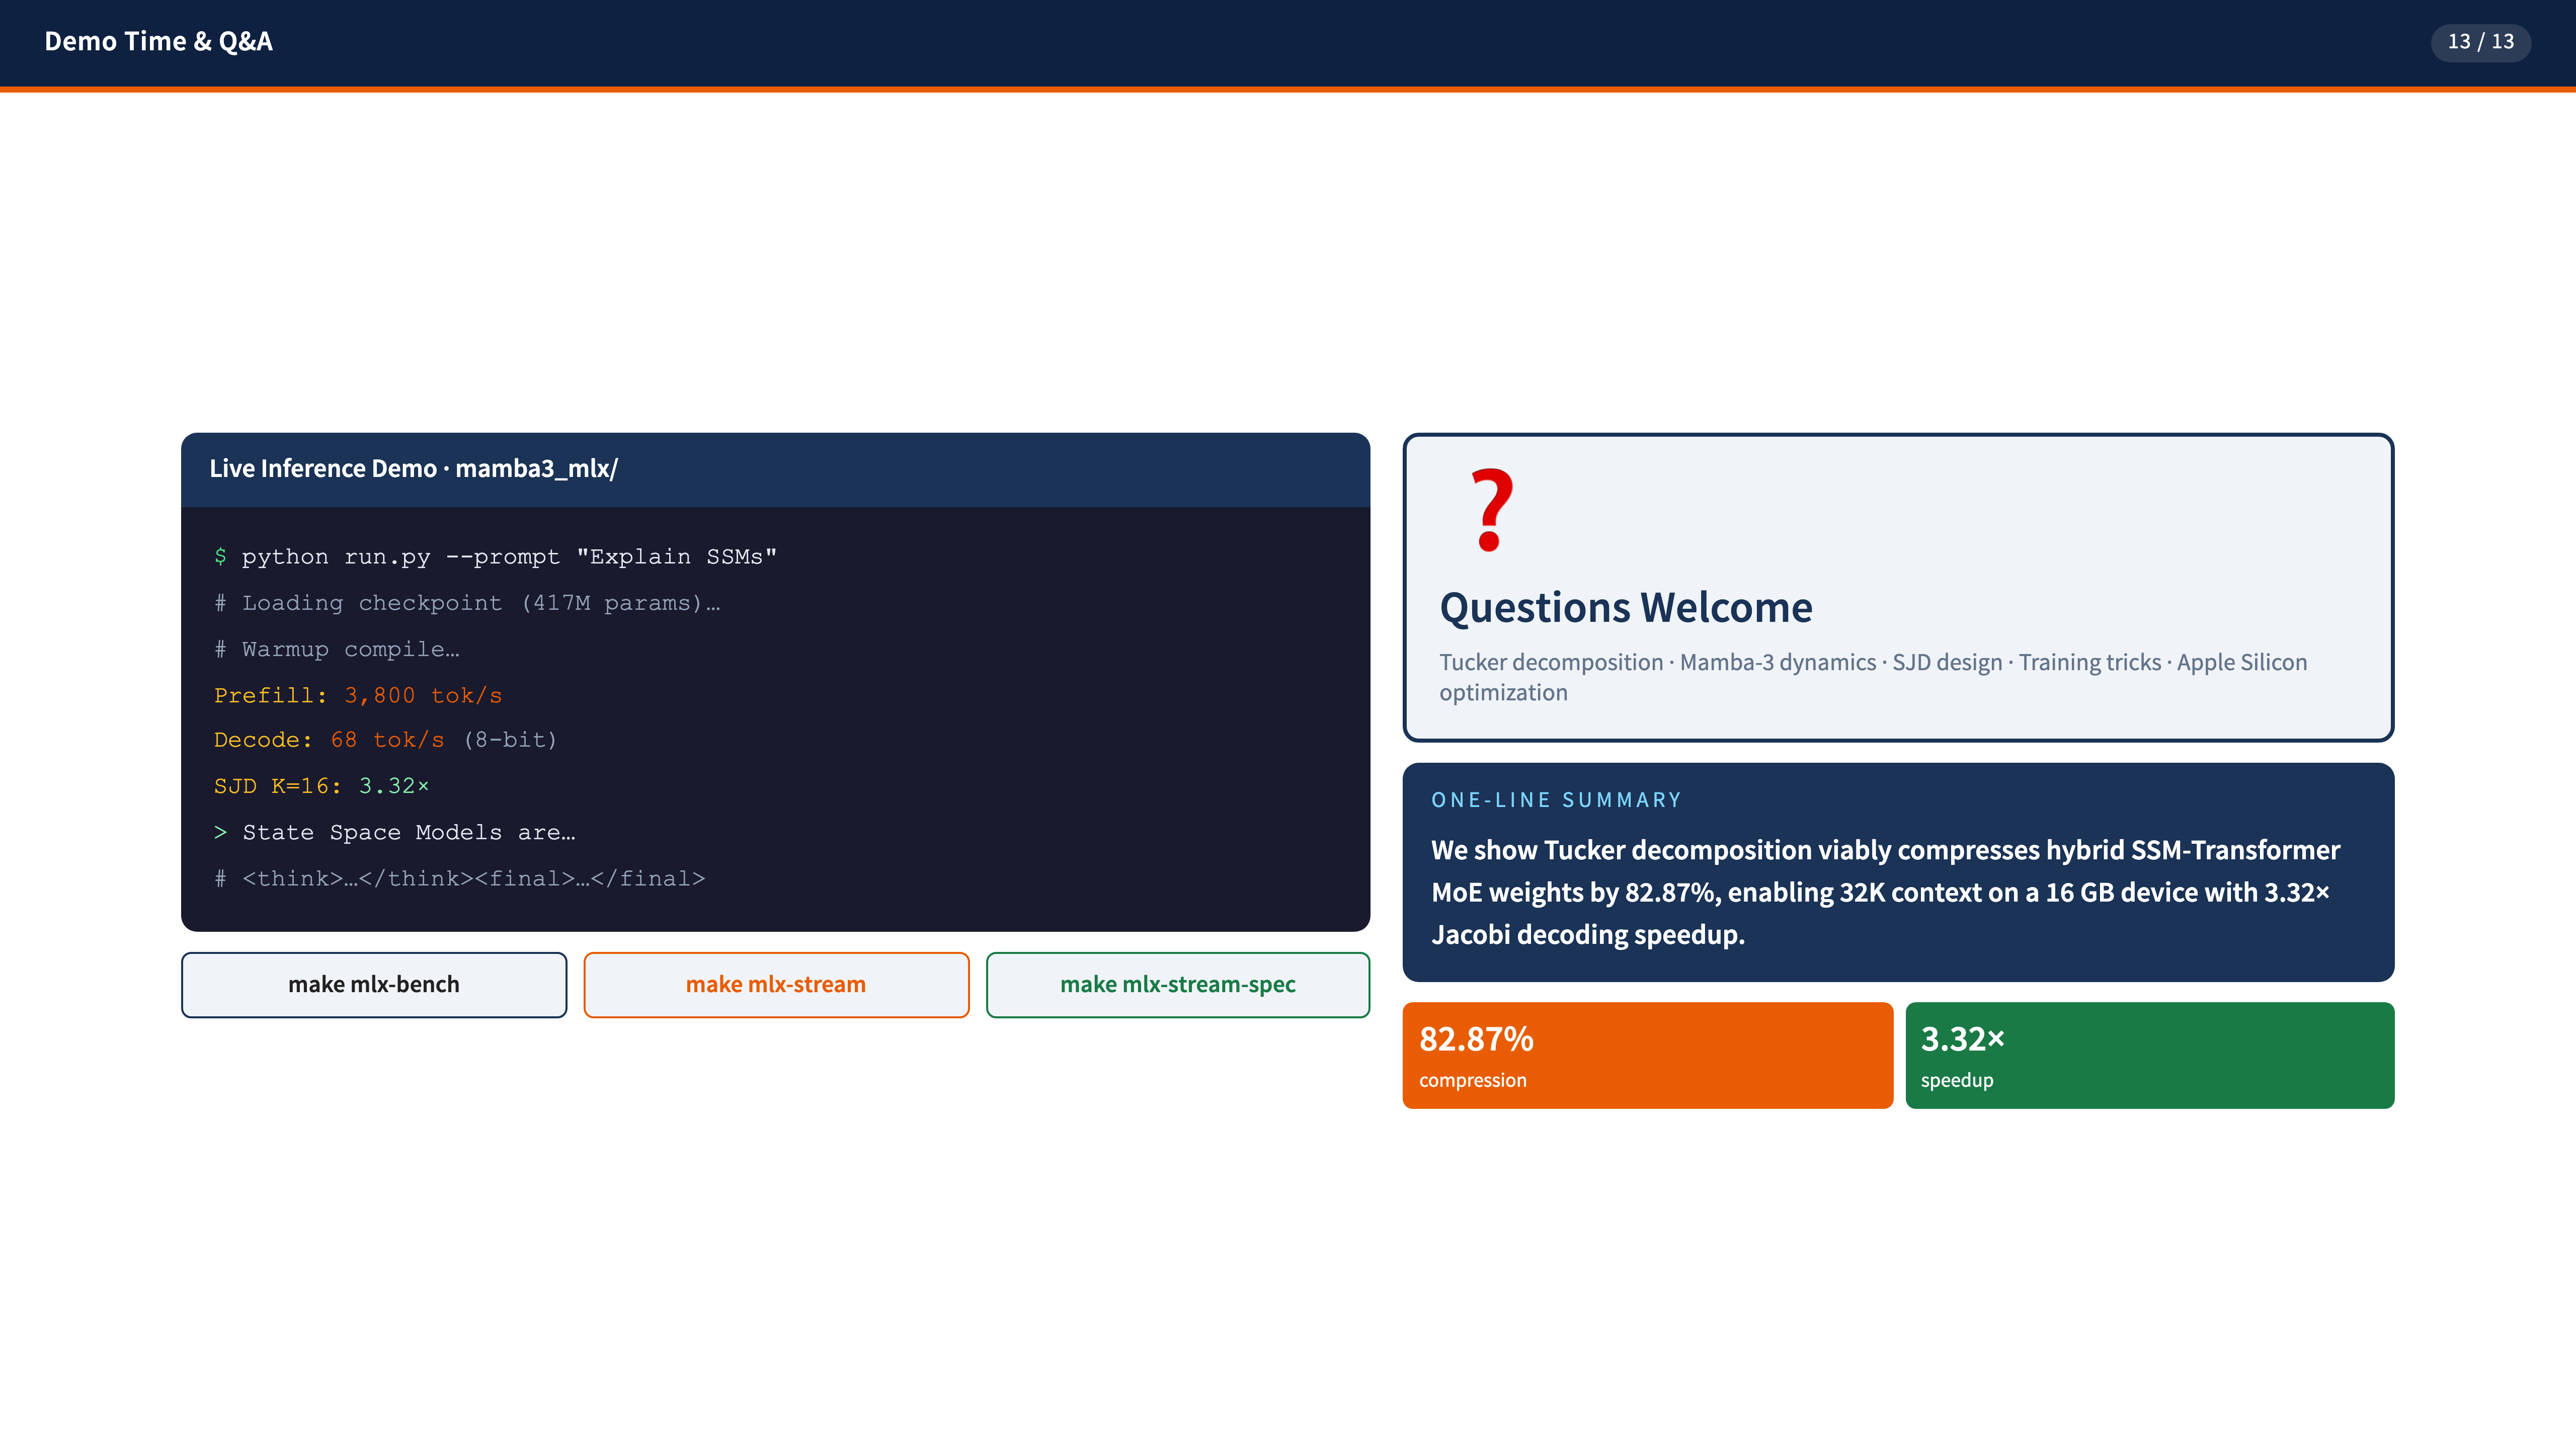 Demo Time & Q&A
13 / 13
Live Inference Demo · mamba3_mlx/
$ python run.py --prompt "Explain SSMs"
# Loading checkpoint (417M params)…
# Warmup compile…
Prefill: 3,800 tok/s
Decode: 68 tok/s (8-bit)
SJD K=16: 3.32×
> State Space Models are…
# <think>…</think><final>…</final>
make mlx-bench
make mlx-stream
make mlx-stream-spec
?
Questions Welcome
Tucker decomposition · Mamba-3 dynamics · SJD design · Training tricks · Apple Silicon
optimization
ONE-LINE SUMMARY
We show Tucker decomposition viably compresses hybrid SSM-Transformer
MoE weights by 82.87%, enabling 32K context on a 16 GB device with 3.32×
Jacobi decoding speedup.
82.87%
compression
3.32×
speedup